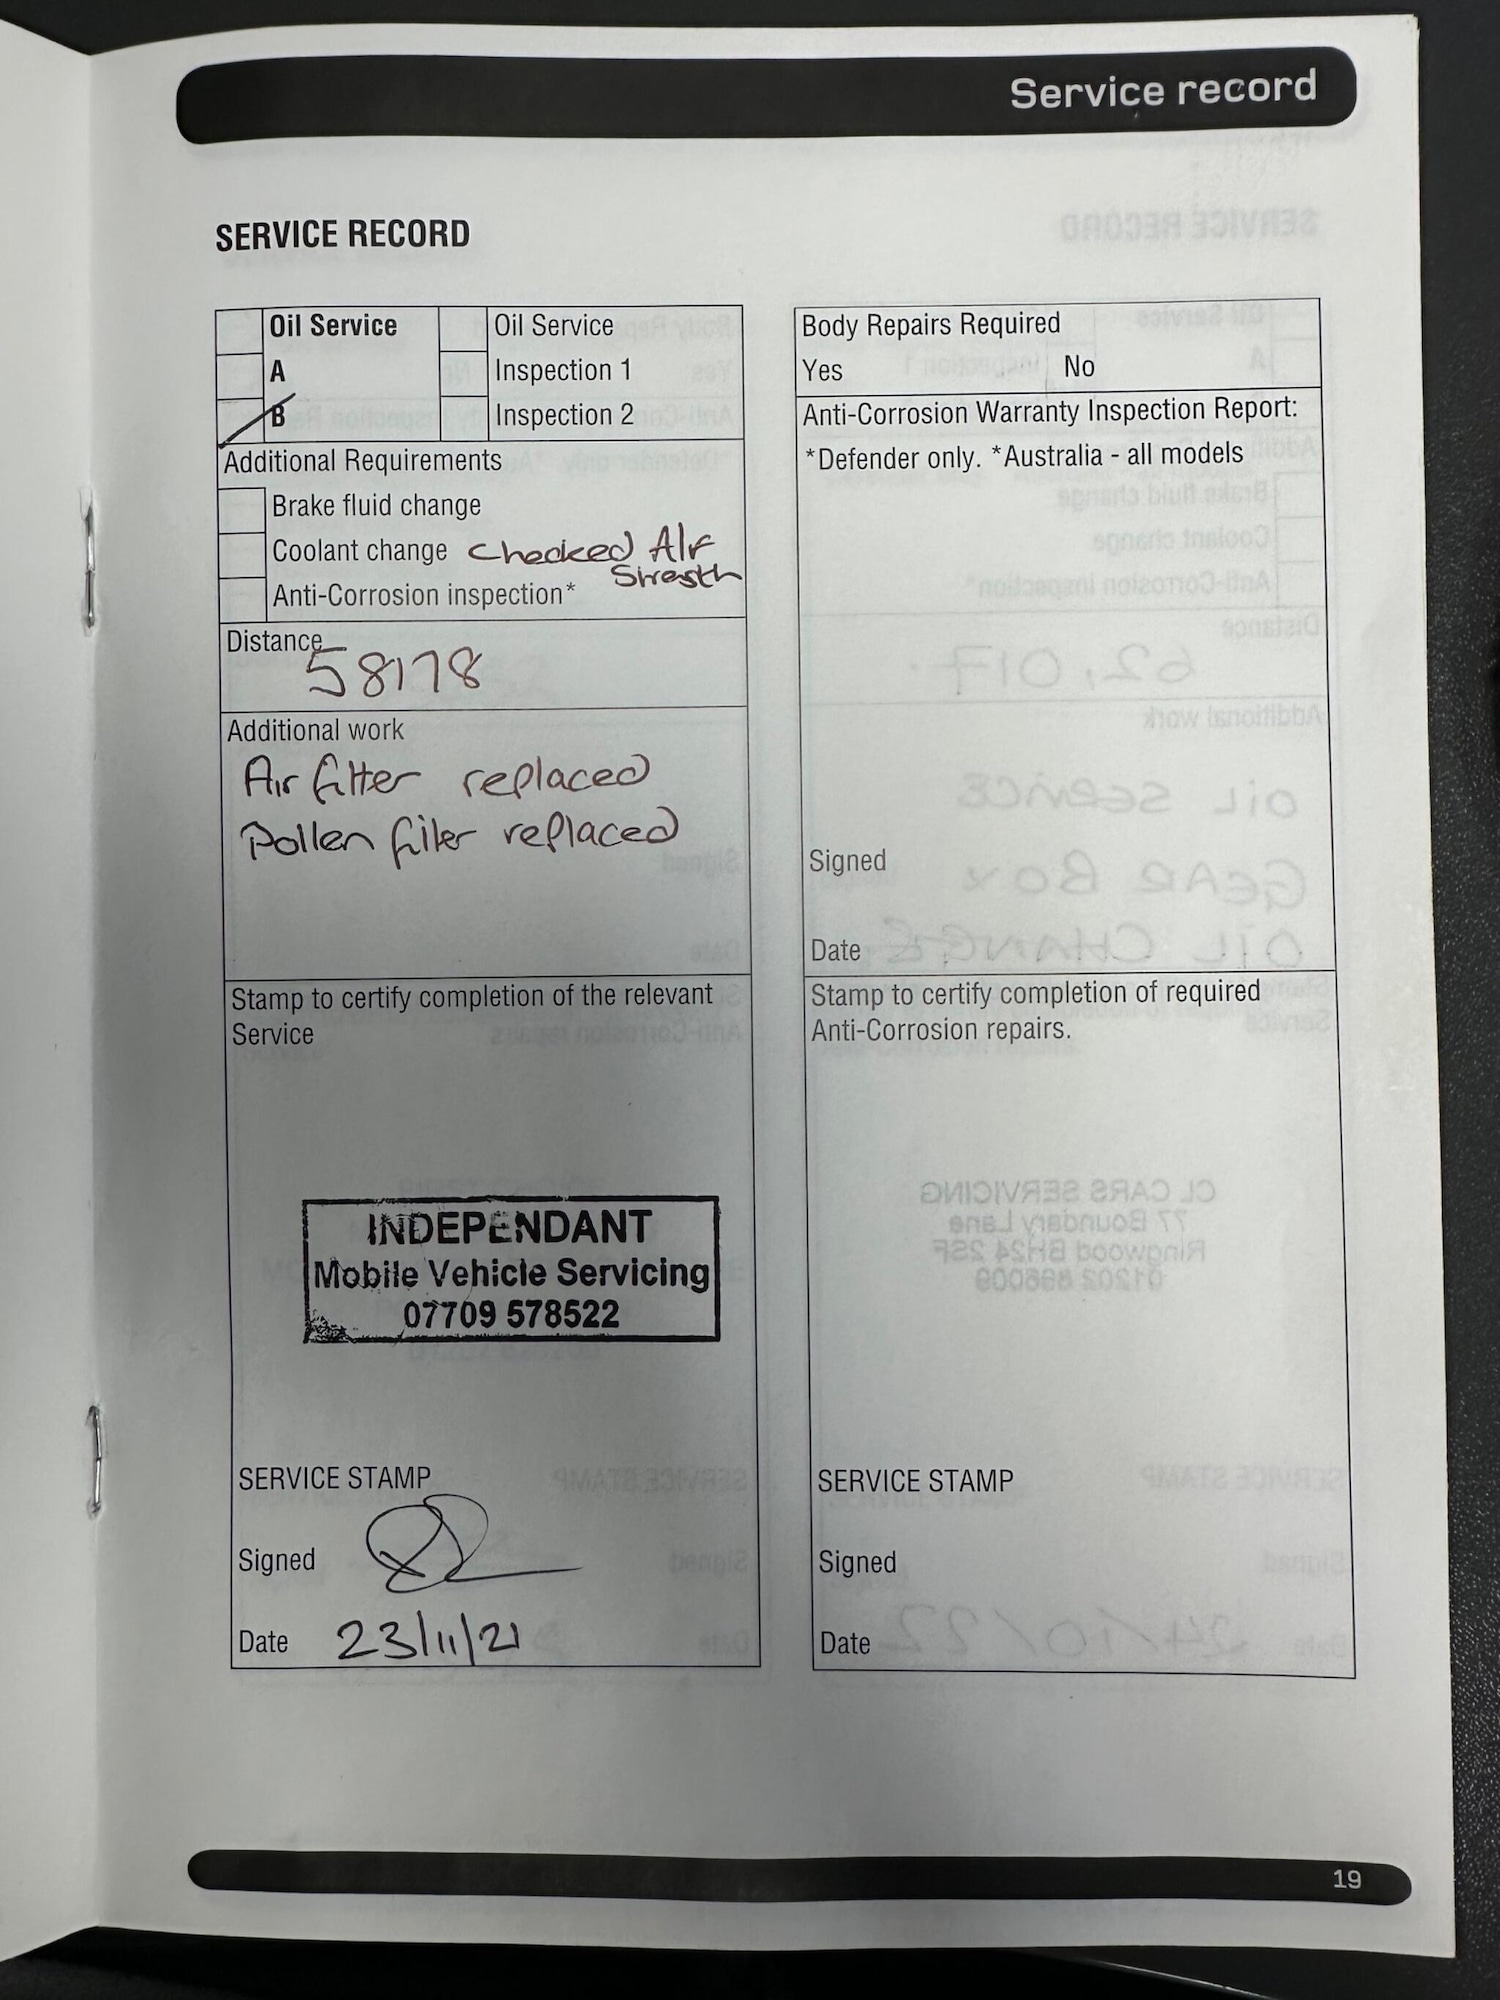 Service record
SERVICE RECORD
Oil Service
Oil Service
A
Inspection 1
B
Inspection 2
Additional Requirements
Brake fluid change
Coolant change checked A/F
Stresth
Anti-Corrosion inspection*
Distance
58178
Additional work
Air filter replaced
Pollen filter replaced
Stamp to certify completion of the relevant
Service
INDEPENDANT
Mobile Vehicle Servicing
07709 578522
SERVICE STAMP
Signed
Date 23/11/21
Body Repairs Required
Yes No
Anti-Corrosion Warranty Inspection Report:
*Defender only. *Australia - all models
Signed
Date
Stamp to certify completion of required
Anti-Corrosion repairs.
SERVICE STAMP
Signed
Date
19